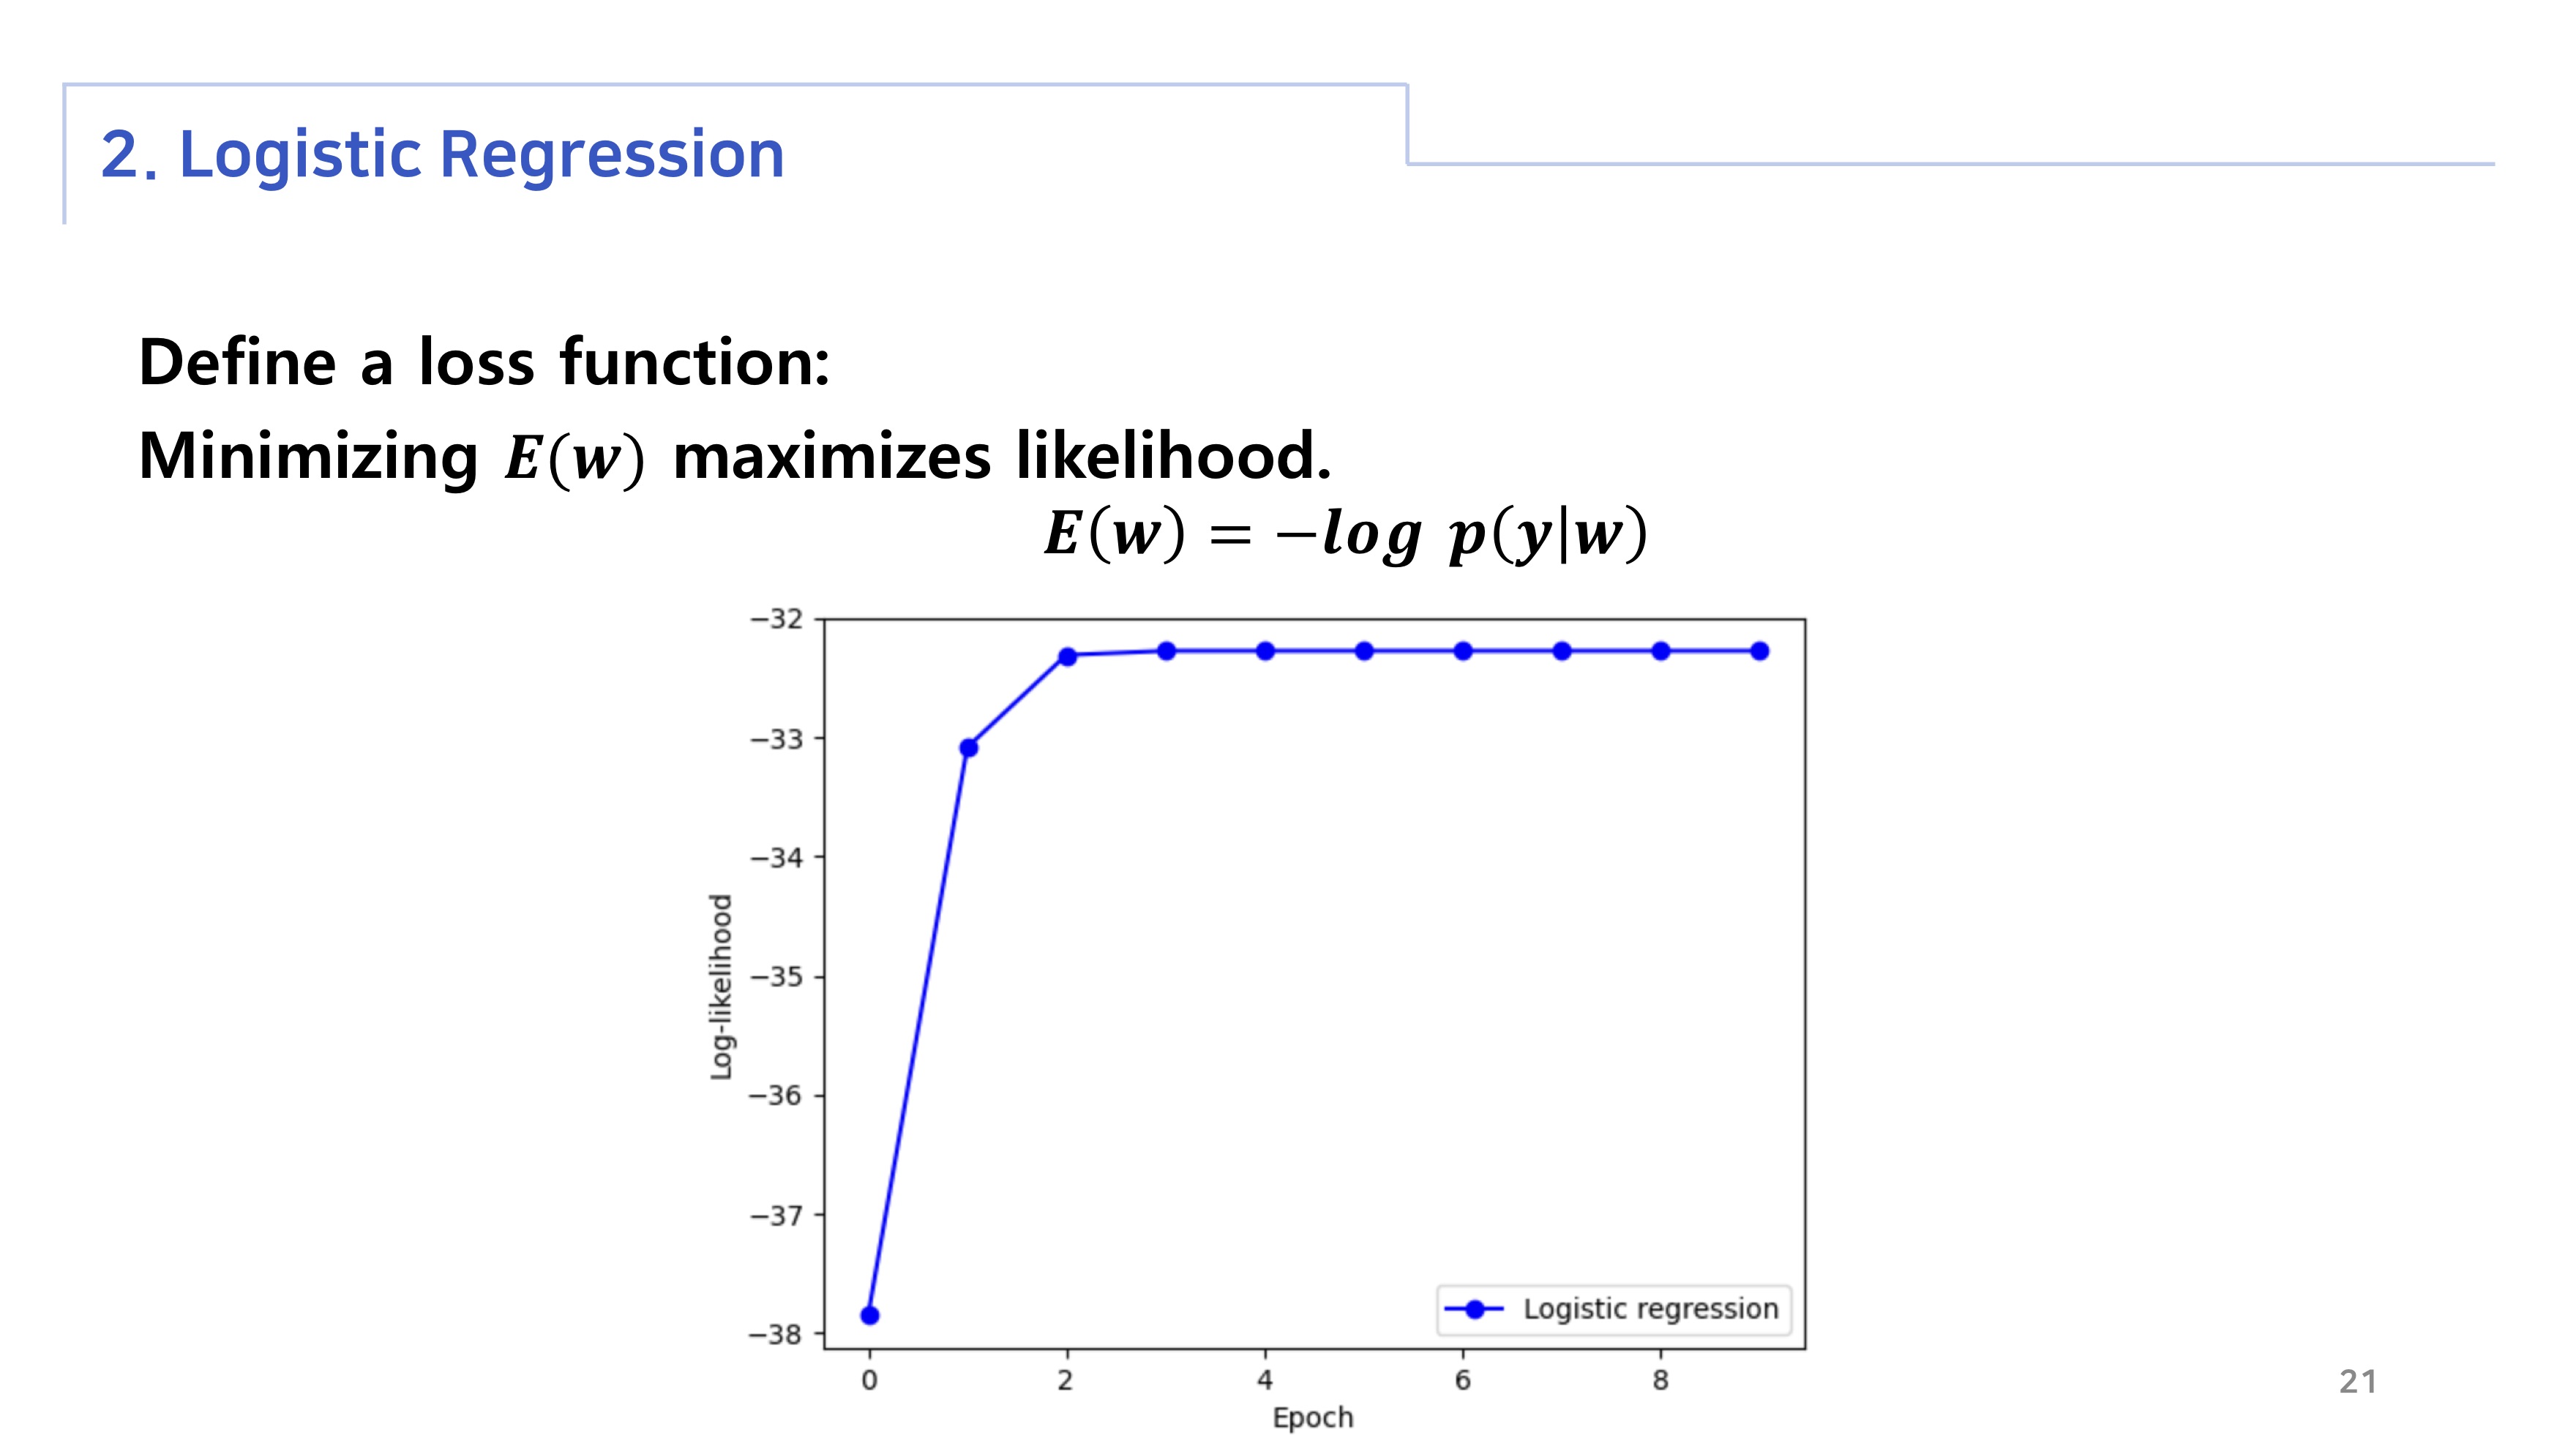 2. Logistic Regression
Define a loss function:
Minimizing E(w) maximizes likelihood.
E(w) = −log p(y|w)
−32
−33
−34
−35
−36
−37
−38
Log-likelihood
Logistic regression
0 2 4 6 8
Epoch
21